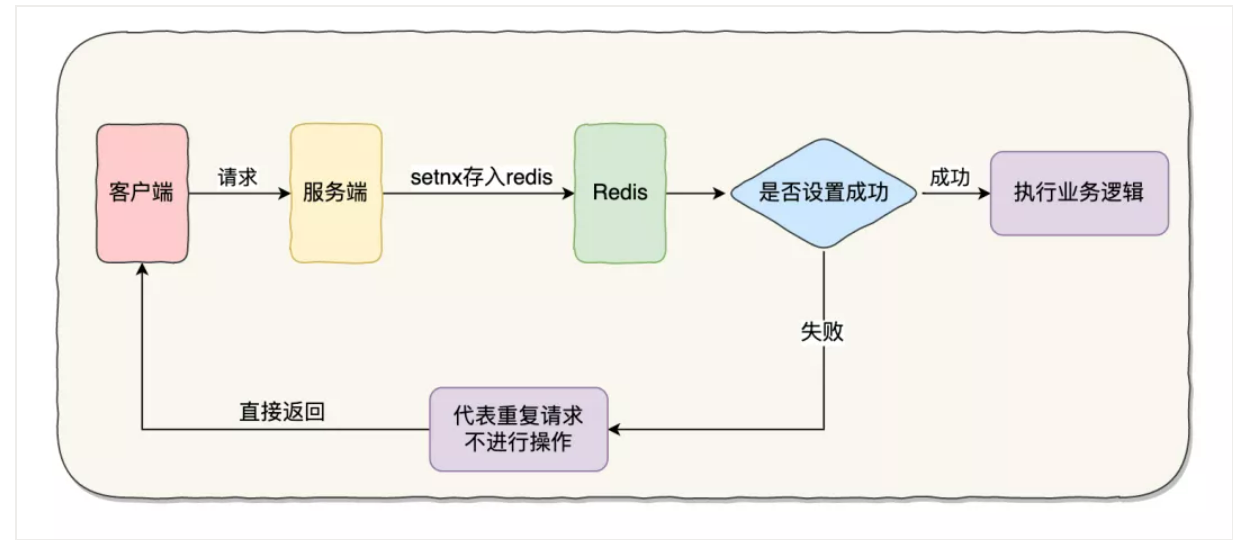 客户端
请求
服务端
setnx存入redis
Redis
是否设置成功
成功
执行业务逻辑
失败
代表重复请求
不进行操作
直接返回